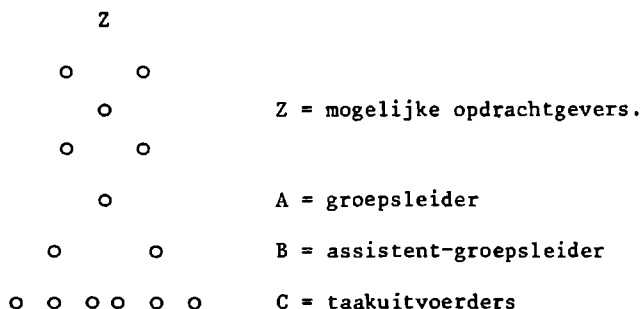 Z
Z = mogelijke opdrachtgevers.
A = groepsleider
B = assistent-groepsleider
C = taakuitvoerders